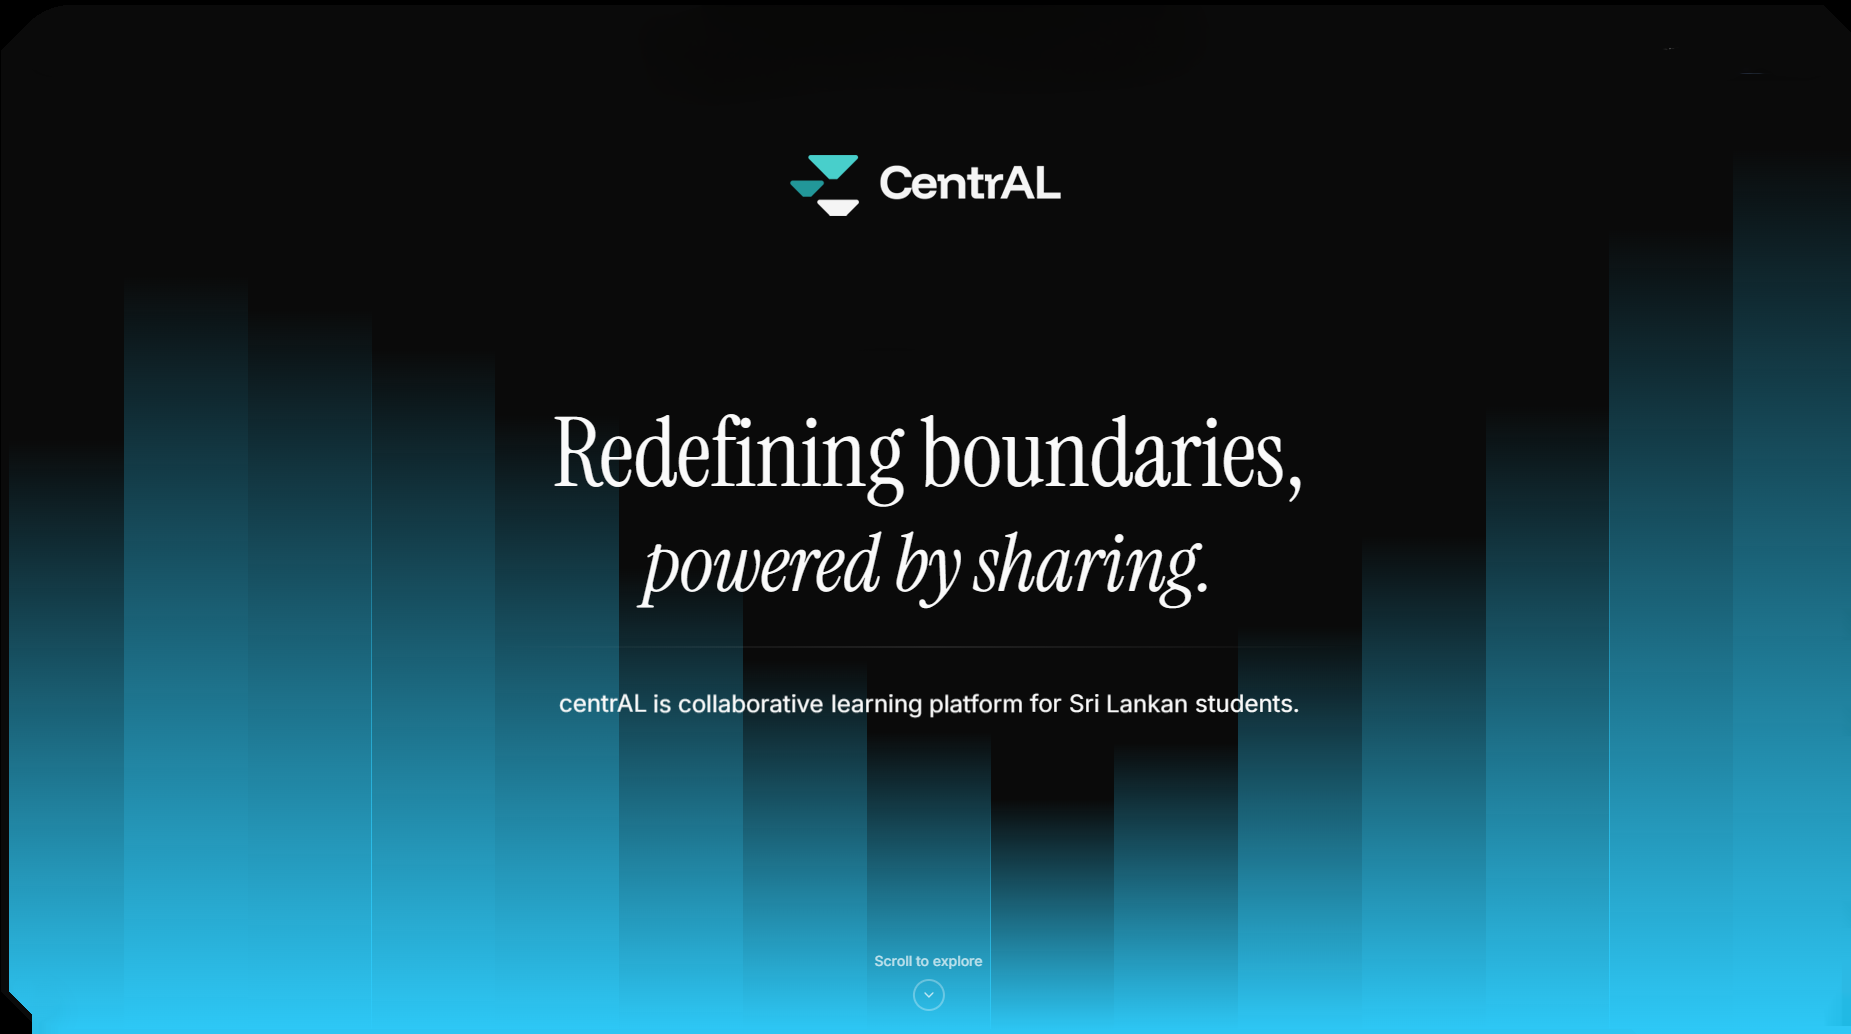 CentrAL
Redefining boundaries,
powered by sharing.
centrAL is collaborative learning platform for Sri Lankan students.
Scroll to explore